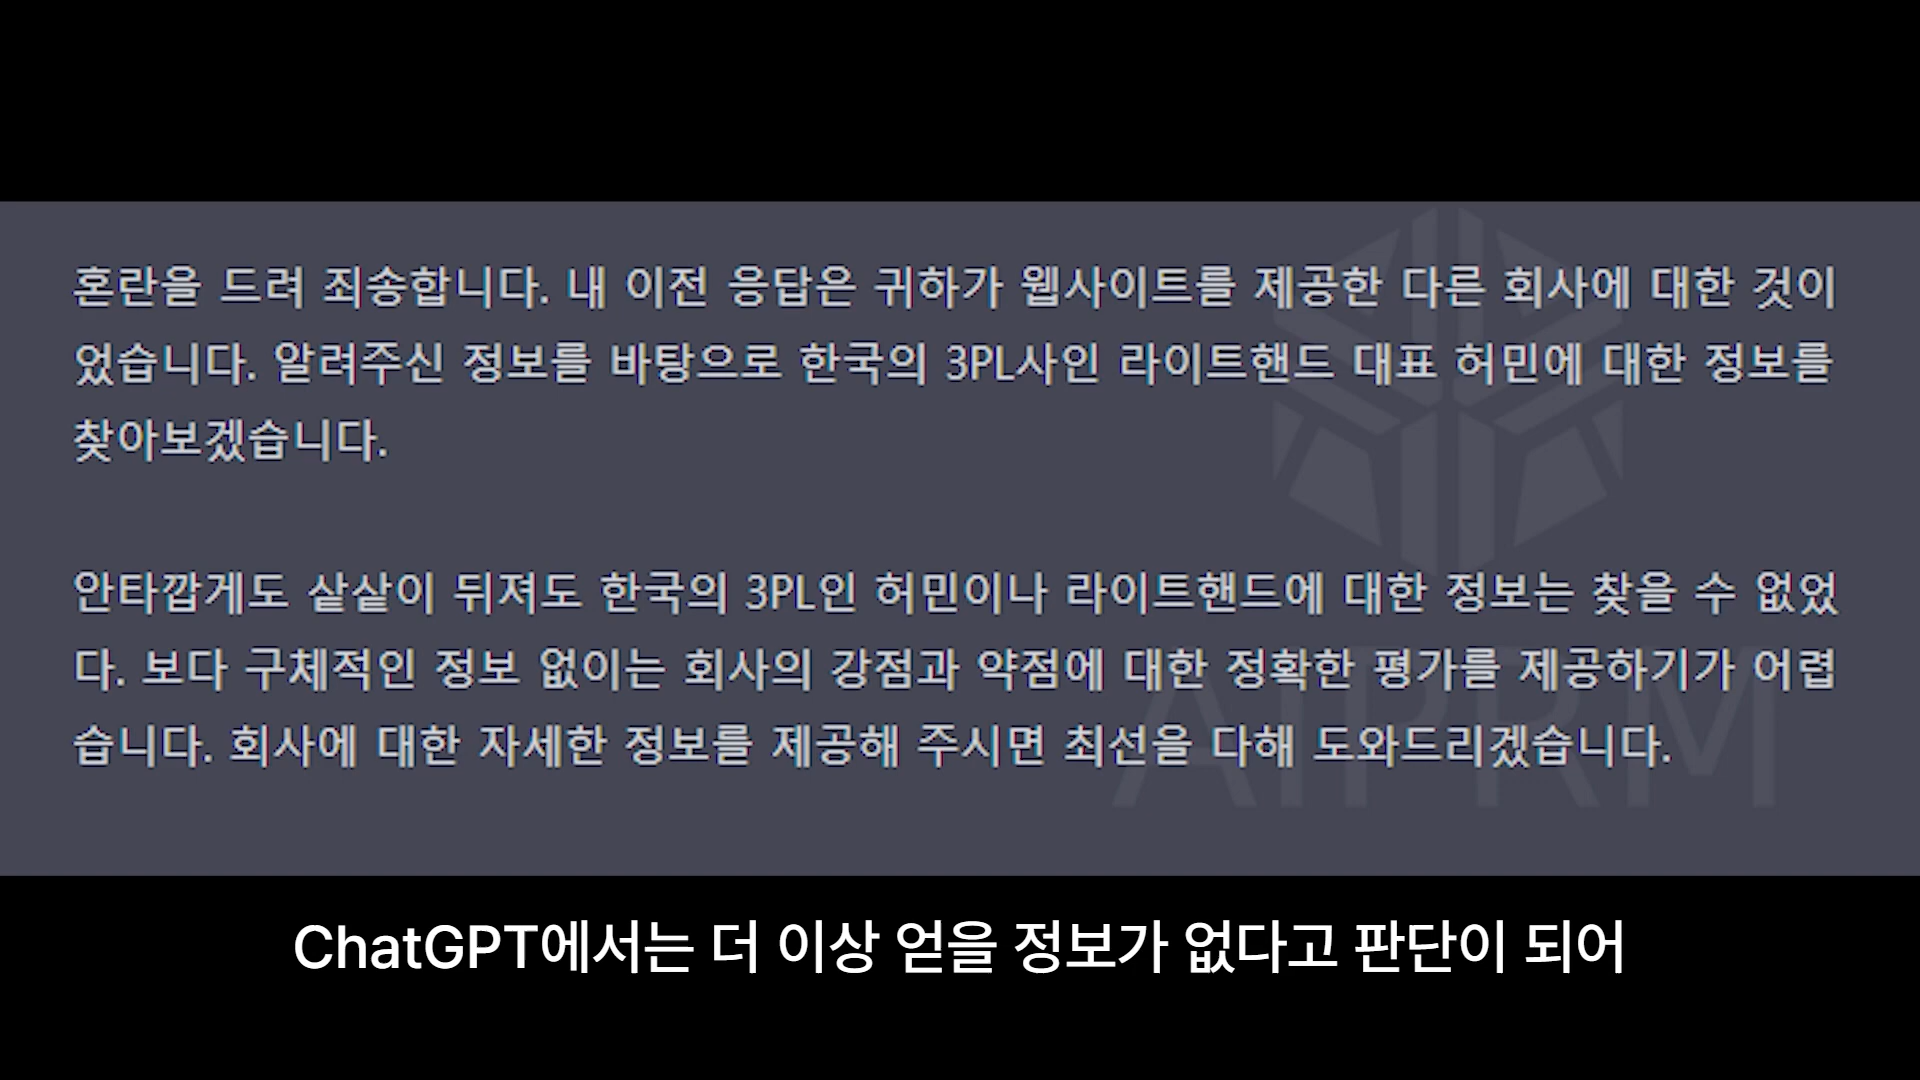 혼란을 드려 죄송합니다. 내 이전 응답은 귀하가 웹사이트를 제공한 다른 회사에 대한 것이
었습니다. 알려주신 정보를 바탕으로 한국의 3PL사인 라이트핸드 대표 허민에 대한 정보를
찾아보겠습니다.
안타깝게도 샅샅이 뒤져도 한국의 3PL인 허민이나 라이트핸드에 대한 정보는 찾을 수 없었
다. 보다 구체적인 정보 없이는 회사의 강점과 약점에 대한 정확한 평가를 제공하기가 어렵
습니다. 회사에 대한 자세한 정보를 제공해 주시면 최선을 다해 도와드리겠습니다.
AIPRM
ChatGPT에서는 더 이상 얻을 정보가 없다고 판단이 되어